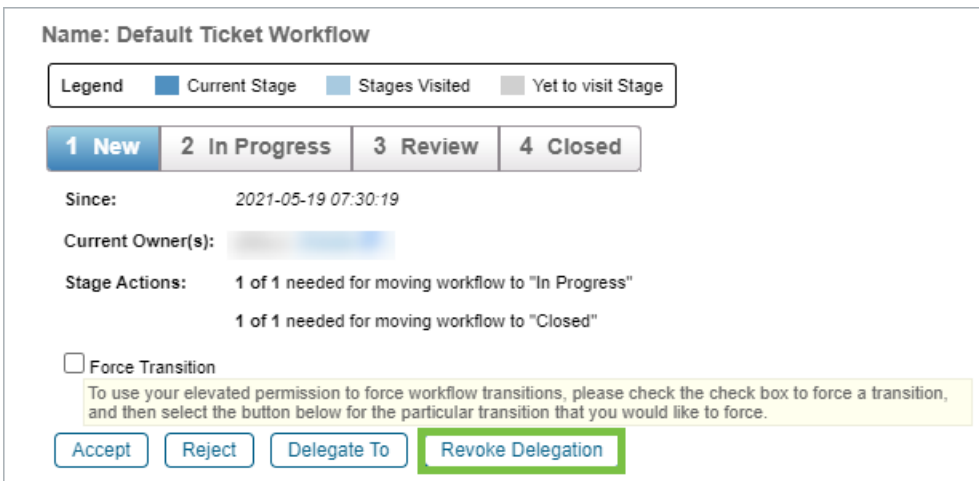 Name: Default Ticket Workflow
Legend Current Stage Stages Visited Yet to visit Stage
1 New 2 In Progress 3 Review 4 Closed
Since: 2021-05-19 07:30:19
Current Owner(s):
Stage Actions: 1 of 1 needed for moving workflow to "In Progress"
1 of 1 needed for moving workflow to "Closed"
Force Transition
To use your elevated permission to force workflow transitions, please check the check box to force a transition,
and then select the button below for the particular transition that you would like to force.
Accept Reject Delegate To Revoke Delegation